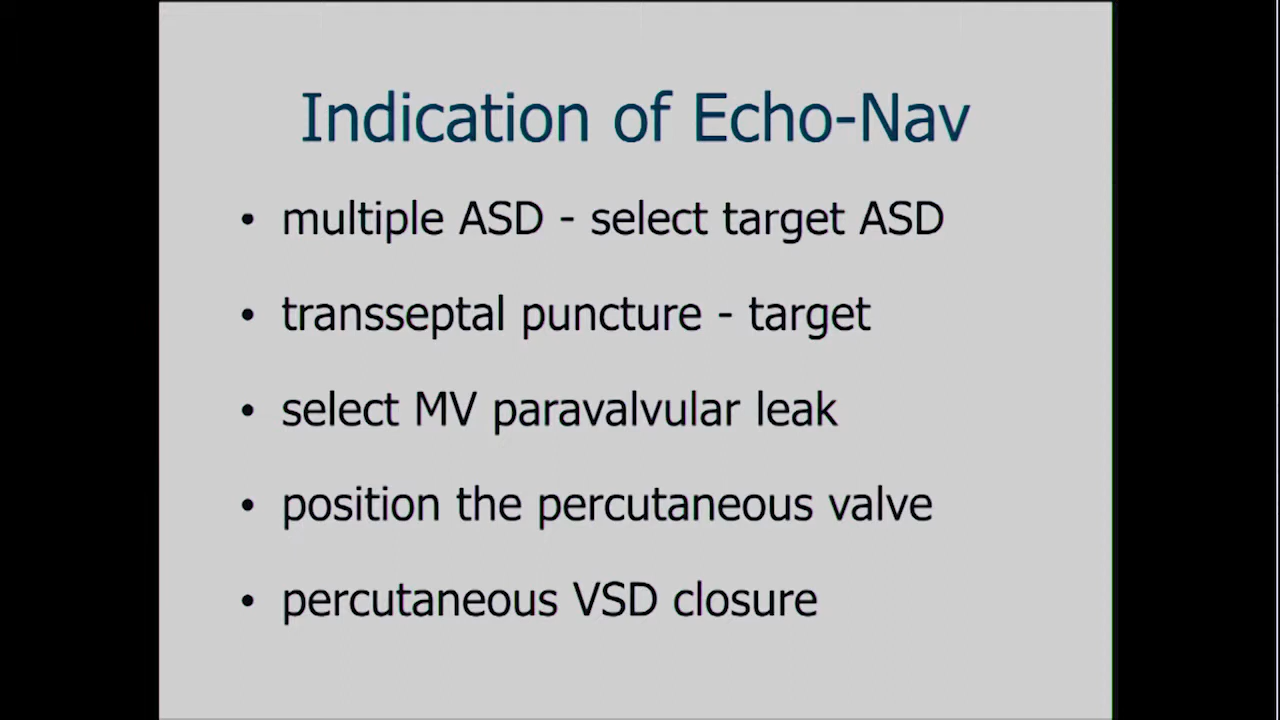 Indication of Echo-Nav
• multiple ASD - select target ASD
• transseptal puncture - target
• select MV paravalvular leak
• position the percutaneous valve
• percutaneous VSD closure